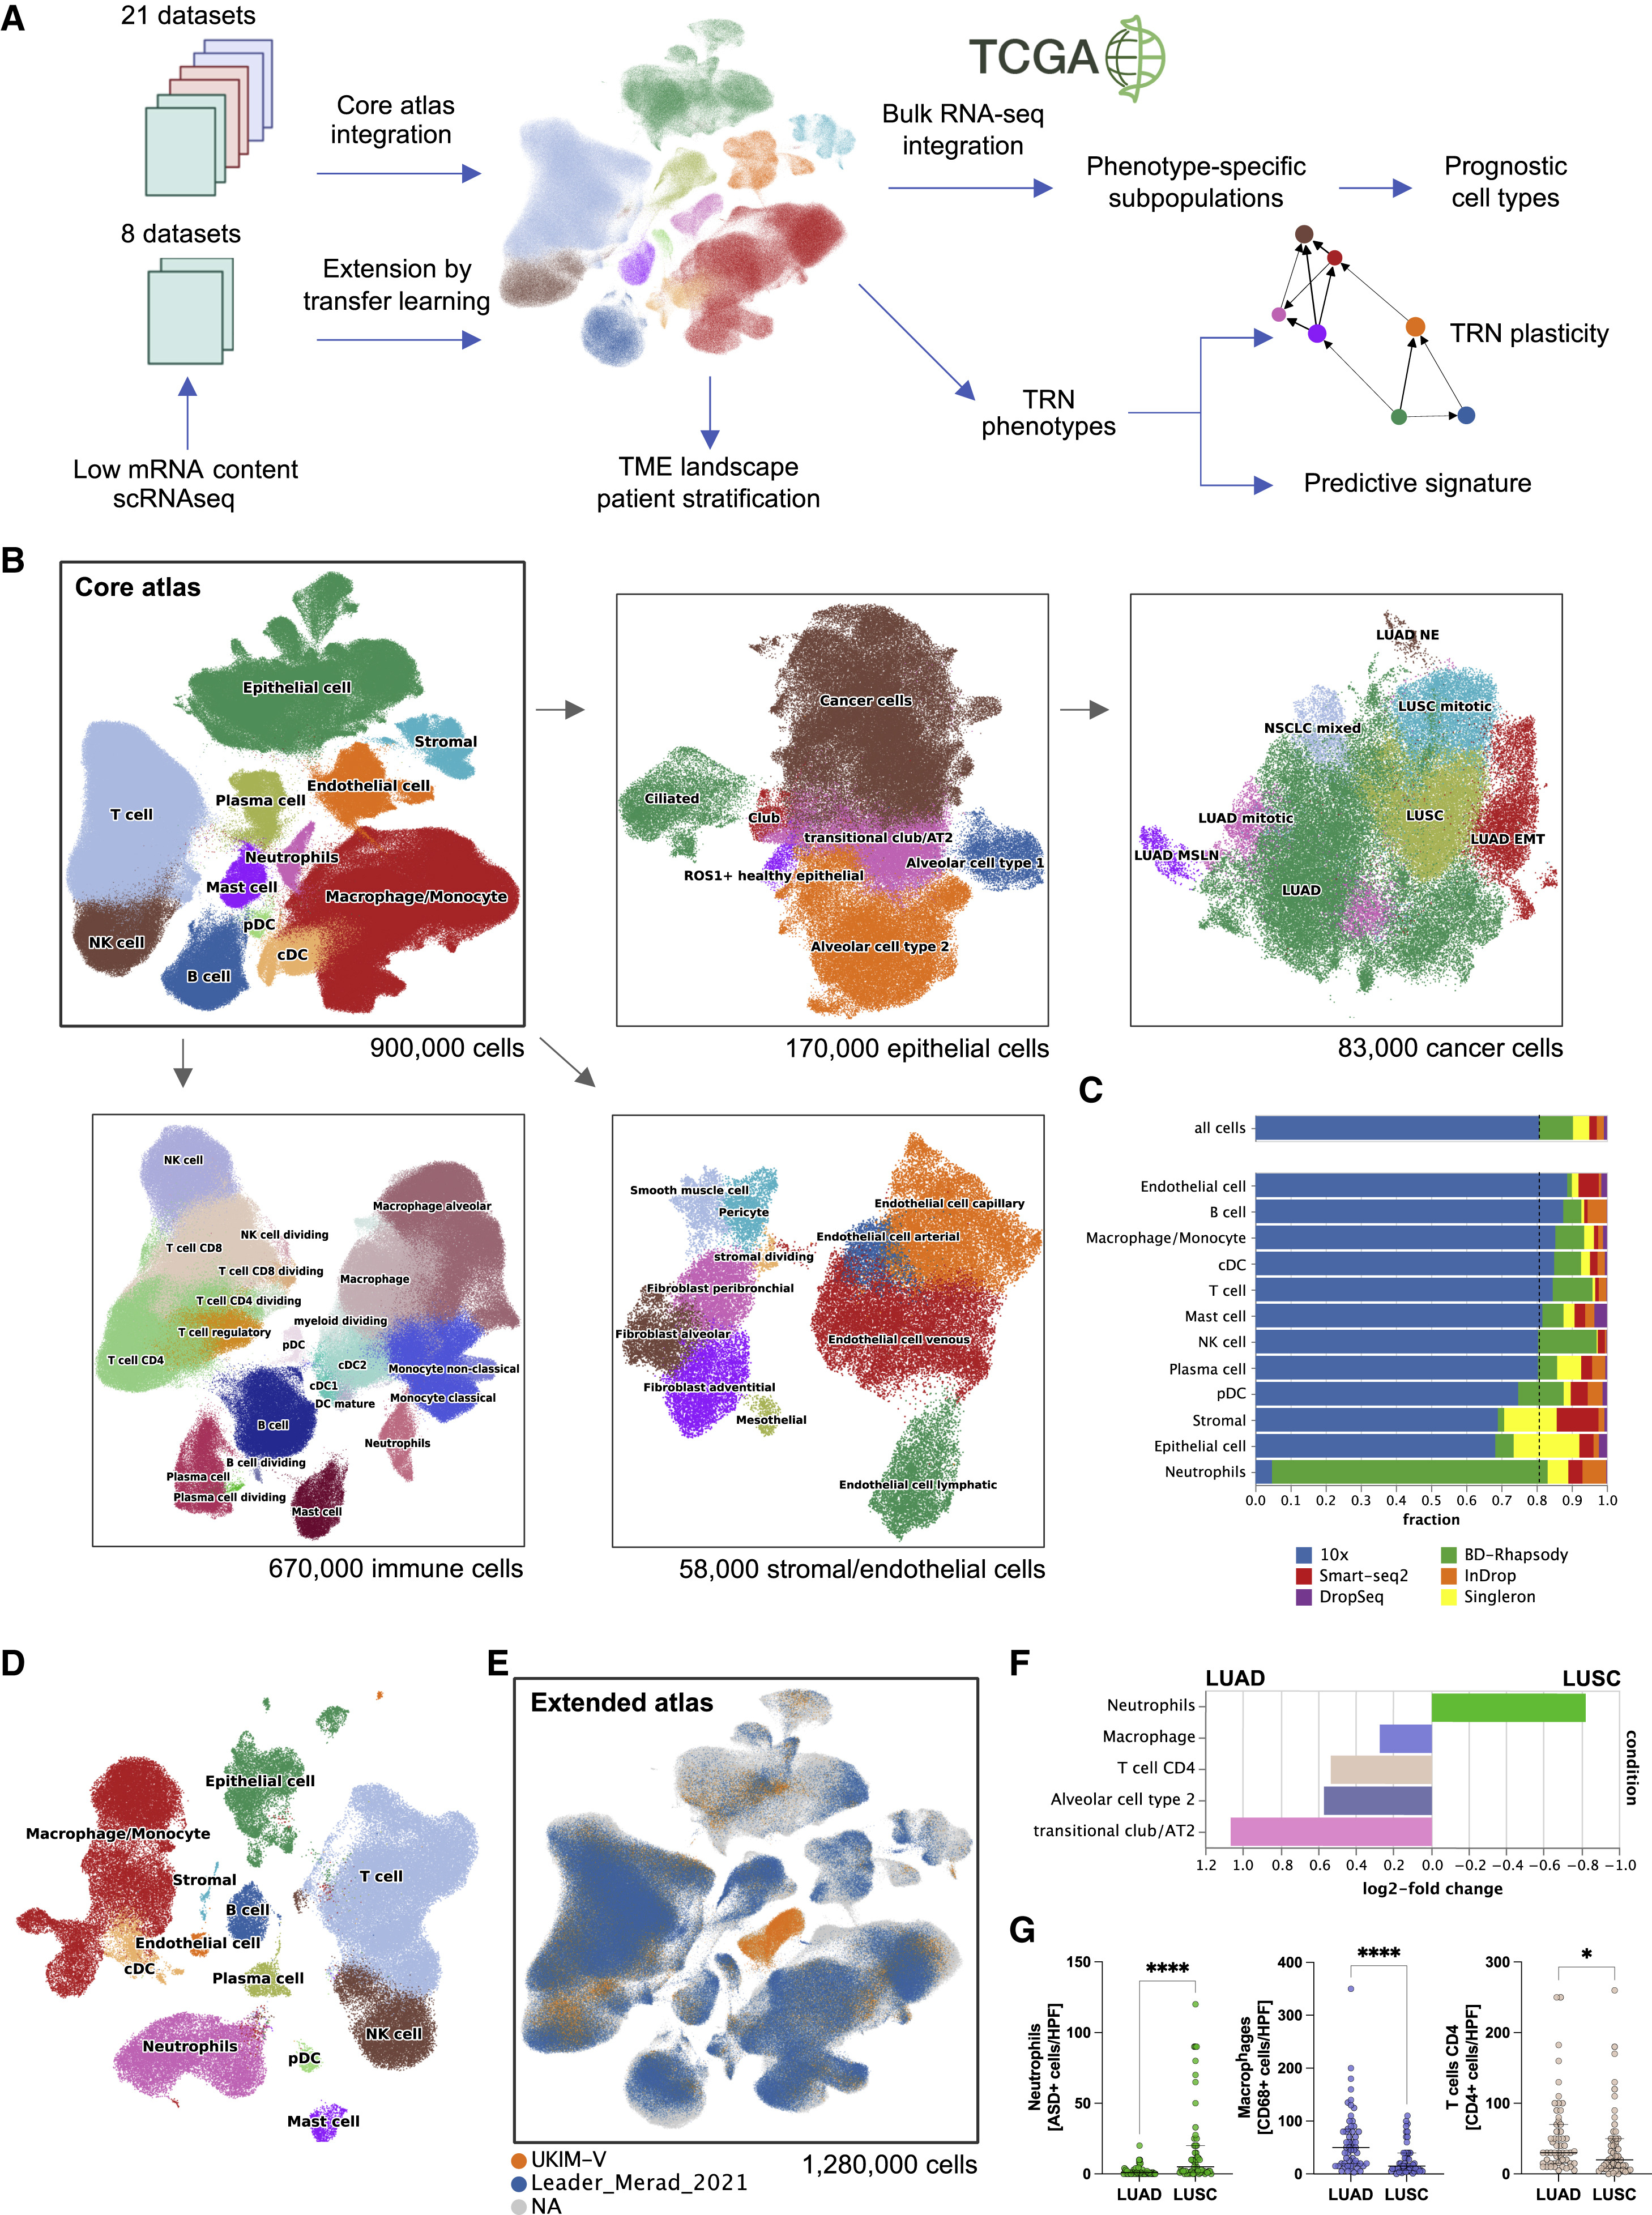 A
21 datasets
Core atlas
integration
TCGA
Bulk RNA-seq
integration
Phenotype-specific
subpopulations
Prognostic
cell types
8 datasets
Extension by
transfer learning
TRN plasticity
TRN
phenotypes
Low mRNA content
scRNAseq
TME landscape
patient stratification
Predictive signature
B
Core atlas
Epithelial cell
Stromal
Endothelial cell
Plasma cell
T cell
Neutrophils
Mast cell
Macrophage/Monocyte
pDC
NK cell
cDC
B cell
900,000 cells
Cancer cells
Ciliated
Club
transitional club/AT2
Alveolar cell type 1
ROS1+ healthy epithelial
Alveolar cell type 2
170,000 epithelial cells
LUAD NE
LUSC mitotic
NSCLC mixed
LUAD mitotic
LUSC
LUAD EMT
LUAD MSLN
LUAD
83,000 cancer cells
NK cell
Macrophage alveolar
NK cell dividing
T cell CD8
T cell CD8 dividing
Macrophage
T cell CD4 dividing
myeloid dividing
T cell regulatory
pDC
T cell CD4
cDC2
Monocyte non-classical
cDC1
Monocyte classical
DC mature
B cell
Neutrophils
B cell dividing
Plasma cell
Plasma cell dividing
Mast cell
670,000 immune cells
Smooth muscle cell
Pericyte
Endothelial cell capillary
Endothelial cell arterial
stromal dividing
Fibroblast peribronchial
Fibroblast alveolar
Endothelial cell venous
Fibroblast adventitial
Mesothelial
Endothelial cell lymphatic
58,000 stromal/endothelial cells
C
all cells
Endothelial cell
B cell
Macrophage/Monocyte
cDC
T cell
Mast cell
NK cell
Plasma cell
pDC
Stromal
Epithelial cell
Neutrophils
0.0 0.1 0.2 0.3 0.4 0.5 0.6 0.7 0.8 0.9 1.0
fraction
10x
BD-Rhapsody
Smart-seq2
InDrop
DropSeq
Singleron
D
Epithelial cell
Macrophage/Monocyte
Stromal
T cell
B cell
Endothelial cell
cDC
Plasma cell
NK cell
Neutrophils
pDC
Mast cell
E
Extended atlas
UKIM-V
Leader_Merad_2021
NA
1,280,000 cells
F
LUAD
LUSC
Neutrophils
Macrophage
T cell CD4
Alveolar cell type 2
transitional club/AT2
condition
1.2 1.0 0.8 0.6 0.4 0.2 0.0 −0.2 −0.4 −0.6 −0.8 −1.0
log2-fold change
G
Neutrophils
[ASD+ cells/HPF]
150
100
50
0
****
LUAD LUSC
Macrophages
[CD68+ cells/HPF]
400
300
200
100
0
****
LUAD LUSC
T cells CD4
[CD4+ cells/HPF]
300
200
100
0
*
LUAD LUSC